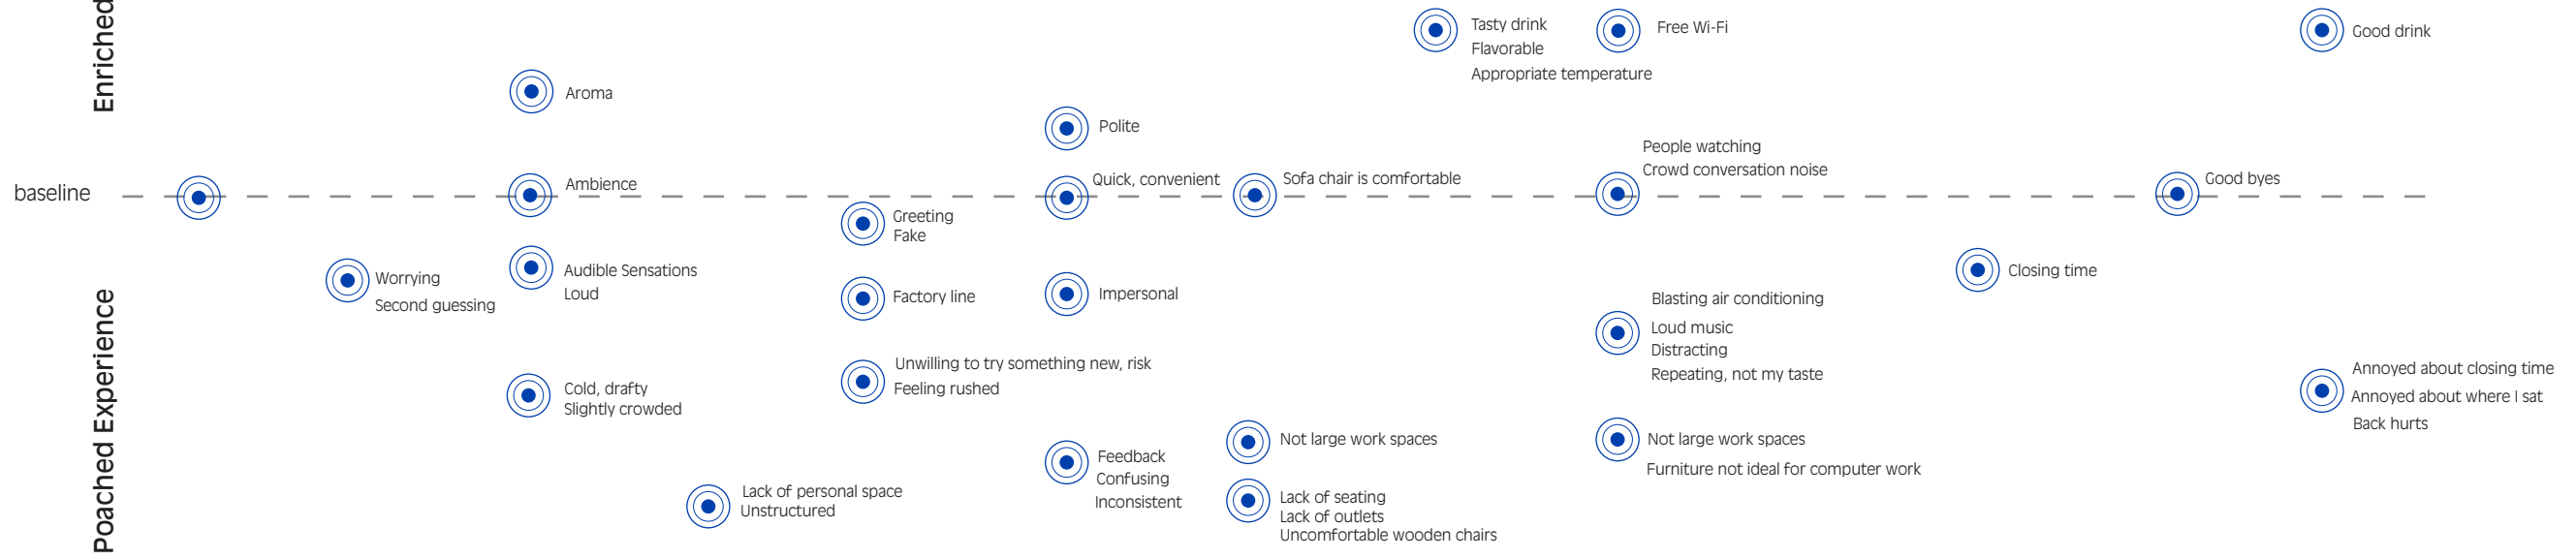 Enriched
Tasty drink
Flavorable
Appropriate temperature
Free Wi-Fi
Good drink
Aroma
Polite
baseline
Ambience
Quick, convenient
Sofa chair is comfortable
People watching
Crowd conversation noise
Good byes
Greeting
Fake
Worrying
Second guessing
Audible Sensations
Loud
Factory line
Impersonal
Closing time
Blasting air conditioning
Loud music
Distracting
Repeating, not my taste
Poached Experience
Cold, drafty
Slightly crowded
Unwilling to try something new, risk
Feeling rushed
Annoyed about closing time
Annoyed about where I sat
Back hurts
Lack of personal space
Unstructured
Feedback
Confusing
Inconsistent
Not large work spaces
Lack of seating
Lack of outlets
Uncomfortable wooden chairs
Not large work spaces
Furniture not ideal for computer work